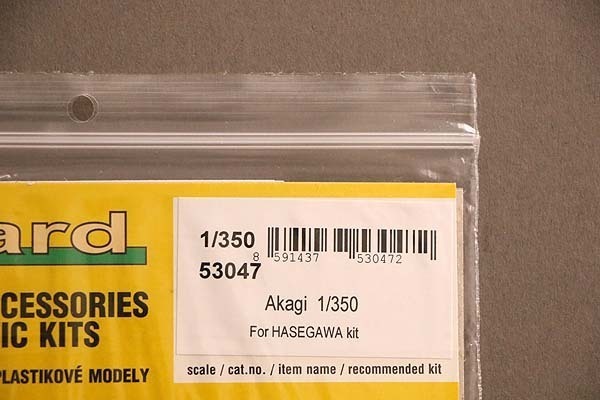 ard
CESSORIES
IC KITS
PLASTIKOVÉ MODELY
1/350
53047
8 591437 530472
Akagi 1/350
For HASEGAWA kit
scale / cat.no. / item name / recommended kit